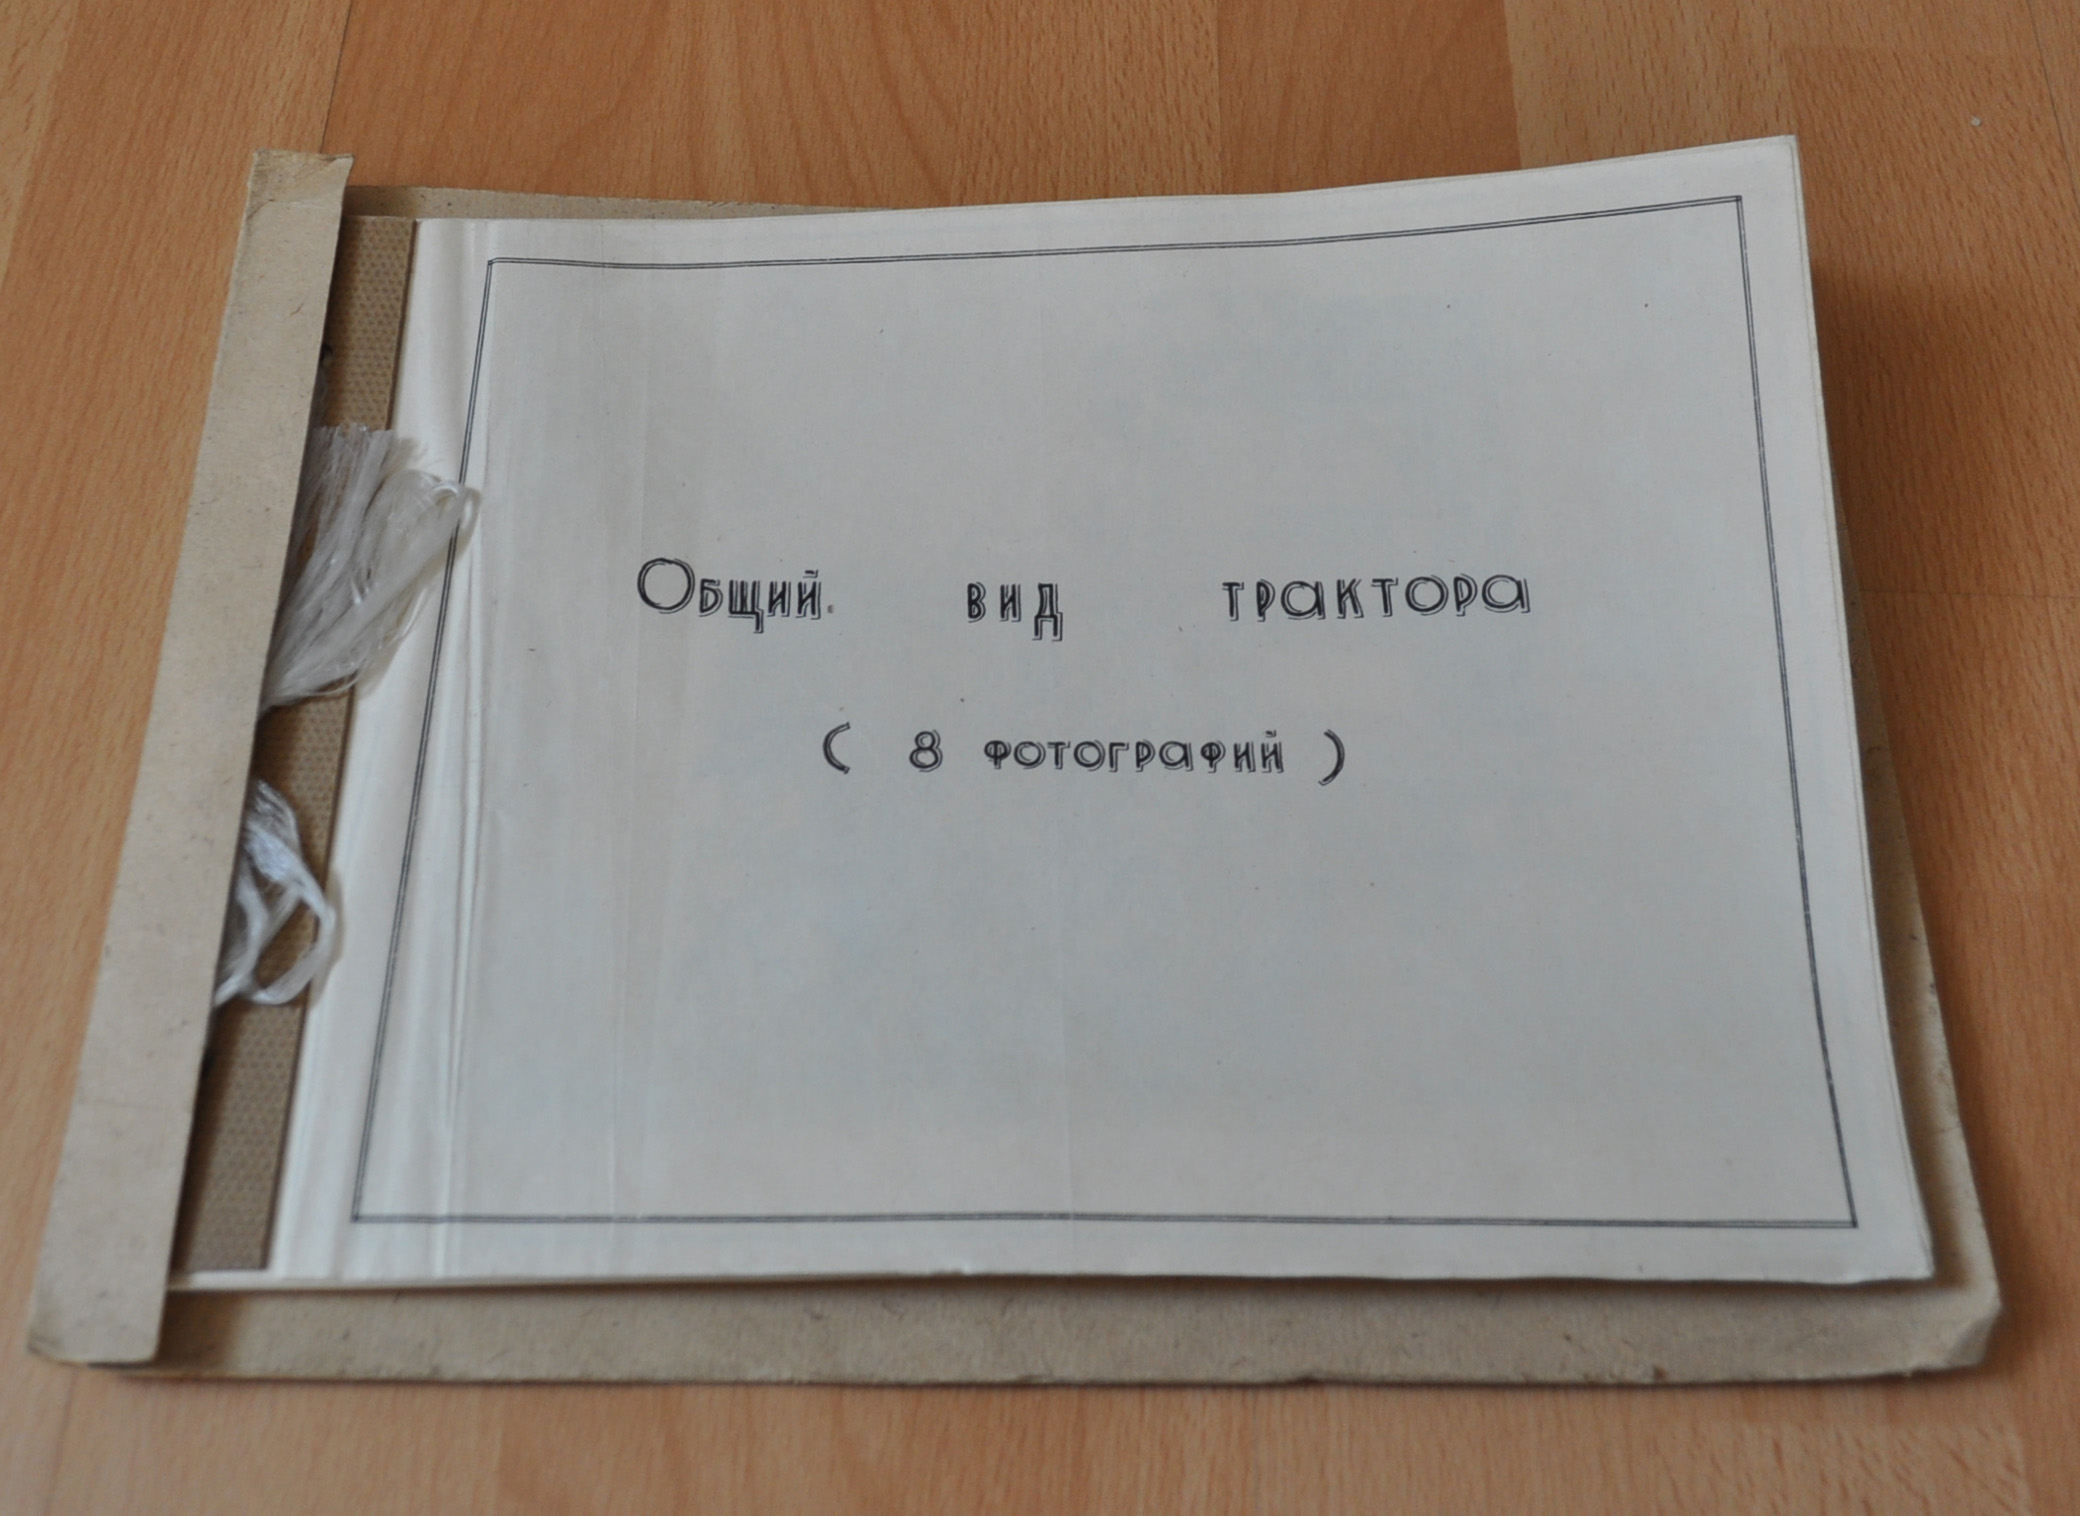 Общий вид трактора
( 8 фотографий )